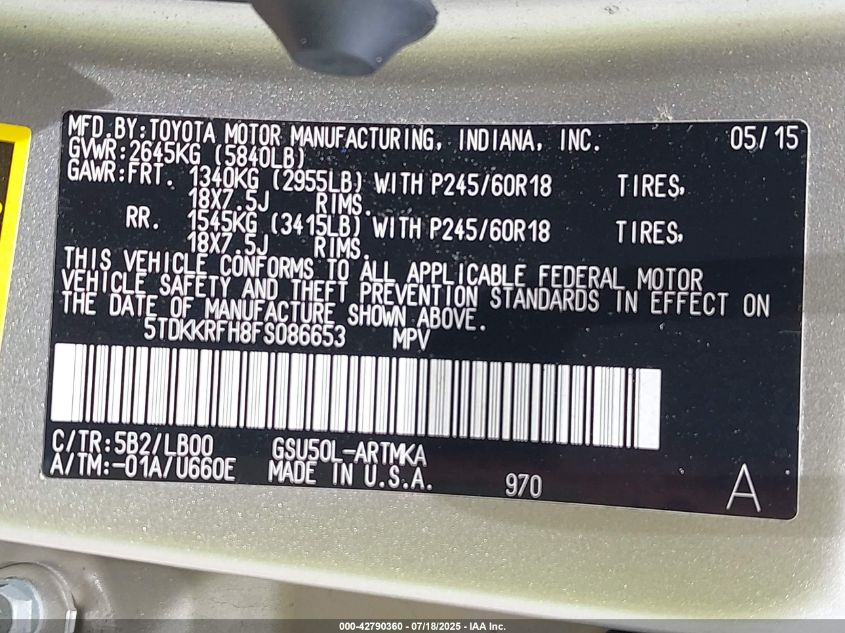 MFD.BY:TOYOTA MOTOR MANUFACTURING, INDIANA, INC. 05/15
GVWR:2645KG (5840LB)
GAWR:FRT. 1340KG (2955LB) WITH P245/60R18 TIRES,
18X7.5J RIMS.
RR. 1545KG (3415LB) WITH P245/60R18 TIRES,
18X7.5J RIMS.
THIS VEHICLE CONFORMS TO ALL APPLICABLE FEDERAL MOTOR
VEHICLE SAFETY AND THEFT PREVENTION STANDARDS IN EFFECT ON
THE DATE OF MANUFACTURE SHOWN ABOVE.
5TDKKRFH8FS086653 MPV
C/TR:5B2/LB00 GSU50L-ARTMKA
A/TM:-01A/U660E MADE IN U.S.A. 970 A
000-42790360 - 07/18/2025 - IAA Inc.